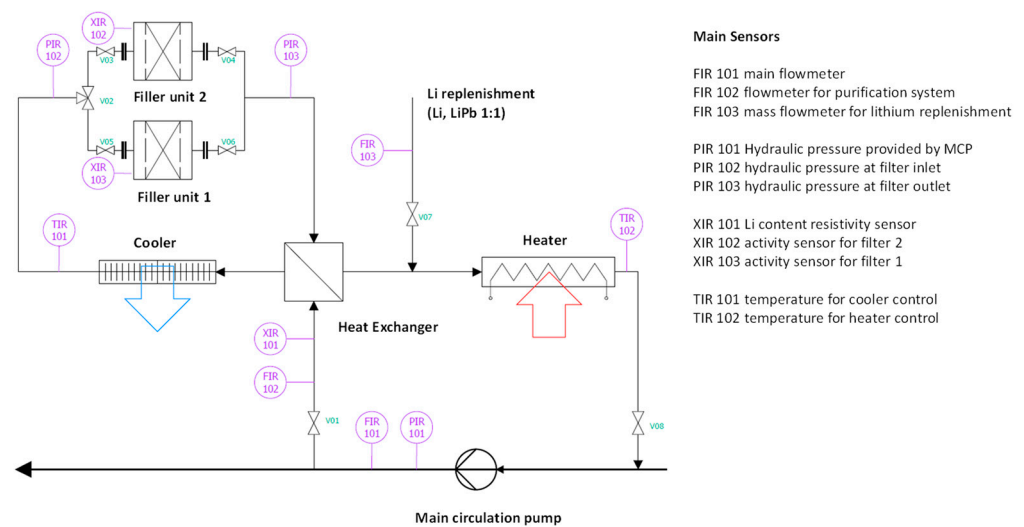 XIR
102
PIR
102
PIR
103
V03
V04
Filler unit 2
V02
V05
V06
XIR
103
Filler unit 1
Li replenishment
(Li, LiPb 1:1)
FIR
103
V07
TIR
101
Cooler
Heater
TIR
102
Heat Exchanger
XIR
101
FIR
102
V01
FIR
101
PIR
101
V08
Main circulation pump
Main Sensors
FIR 101 main flowmeter
FIR 102 flowmeter for purification system
FIR 103 mass flowmeter for lithium replenishment
PIR 101 Hydraulic pressure provided by MCP
PIR 102 hydraulic pressure at filter inlet
PIR 103 hydraulic pressure at filter outlet
XIR 101 Li content resistivity sensor
XIR 102 activity sensor for filter 2
XIR 103 activity sensor for filter 1
TIR 101 temperature for cooler control
TIR 102 temperature for heater control